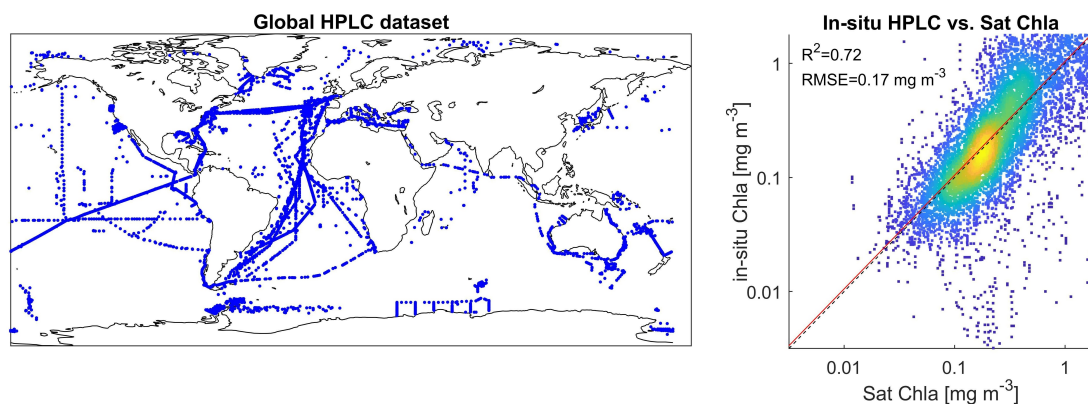 Global HPLC dataset
In-situ HPLC vs. Sat Chla
R²=0.72
RMSE=0.17 mg m⁻³
in-situ Chla [mg m⁻³]
1
0.1
0.01
0.01 0.1 1
Sat Chla [mg m⁻³]